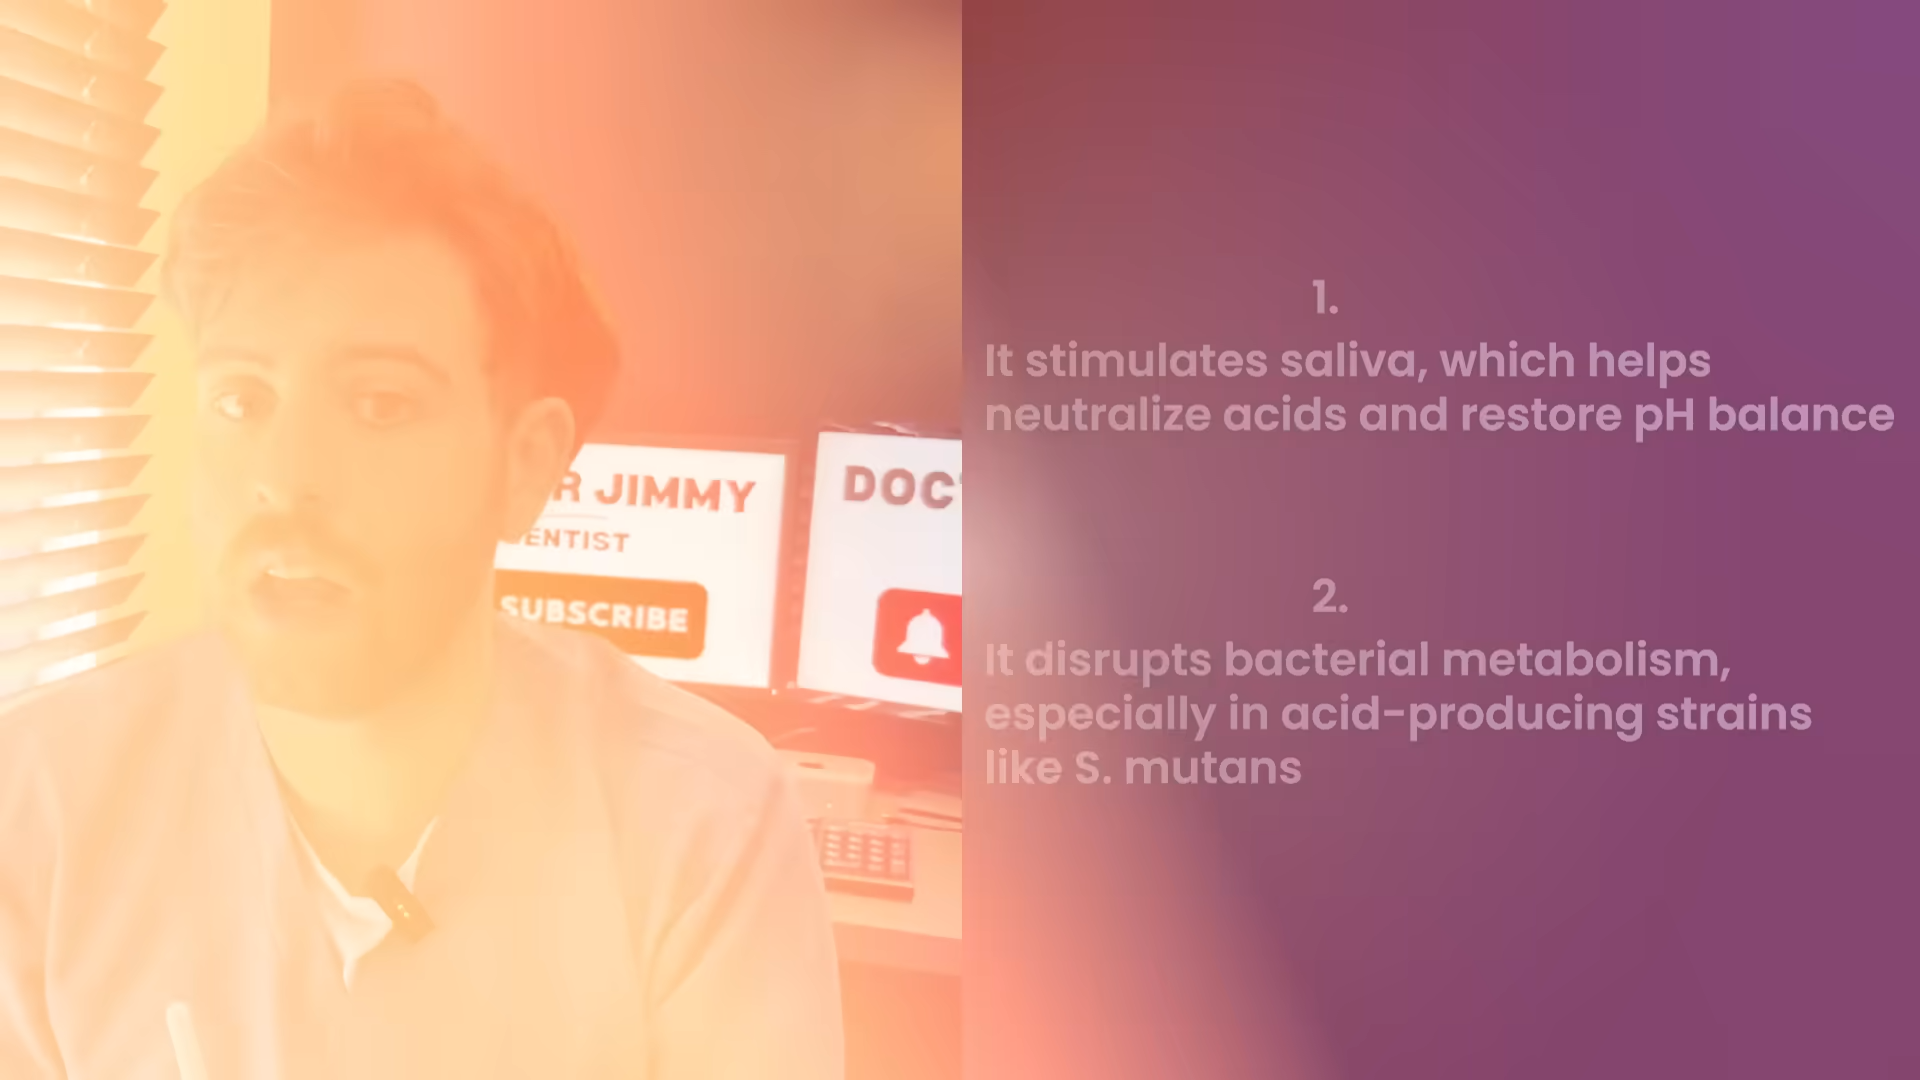 R JIMMY
ENTIST
SUBSCRIBE
DOC
1.
It stimulates saliva, which helps
neutralize acids and restore pH balance
2.
It disrupts bacterial metabolism,
especially in acid-producing strains
like S. mutans